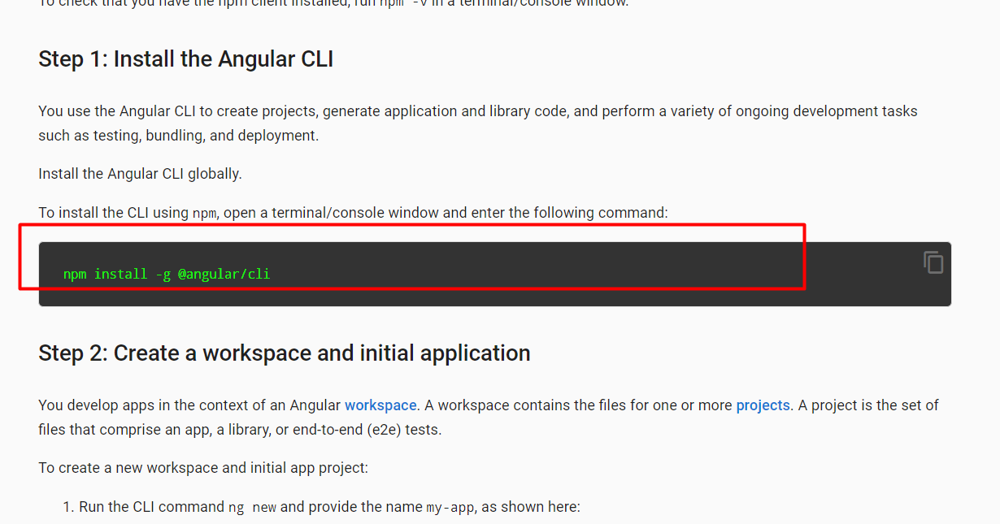 To check that you have the npm client installed, run npm -v in a terminal/console window.
Step 1: Install the Angular CLI
You use the Angular CLI to create projects, generate application and library code, and perform a variety of ongoing development tasks
such as testing, bundling, and deployment.
Install the Angular CLI globally.
To install the CLI using npm, open a terminal/console window and enter the following command:
npm install -g @angular/cli
Step 2: Create a workspace and initial application
You develop apps in the context of an Angular workspace. A workspace contains the files for one or more projects. A project is the set of
files that comprise an app, a library, or end-to-end (e2e) tests.
To create a new workspace and initial app project:
1. Run the CLI command ng new and provide the name my-app, as shown here: